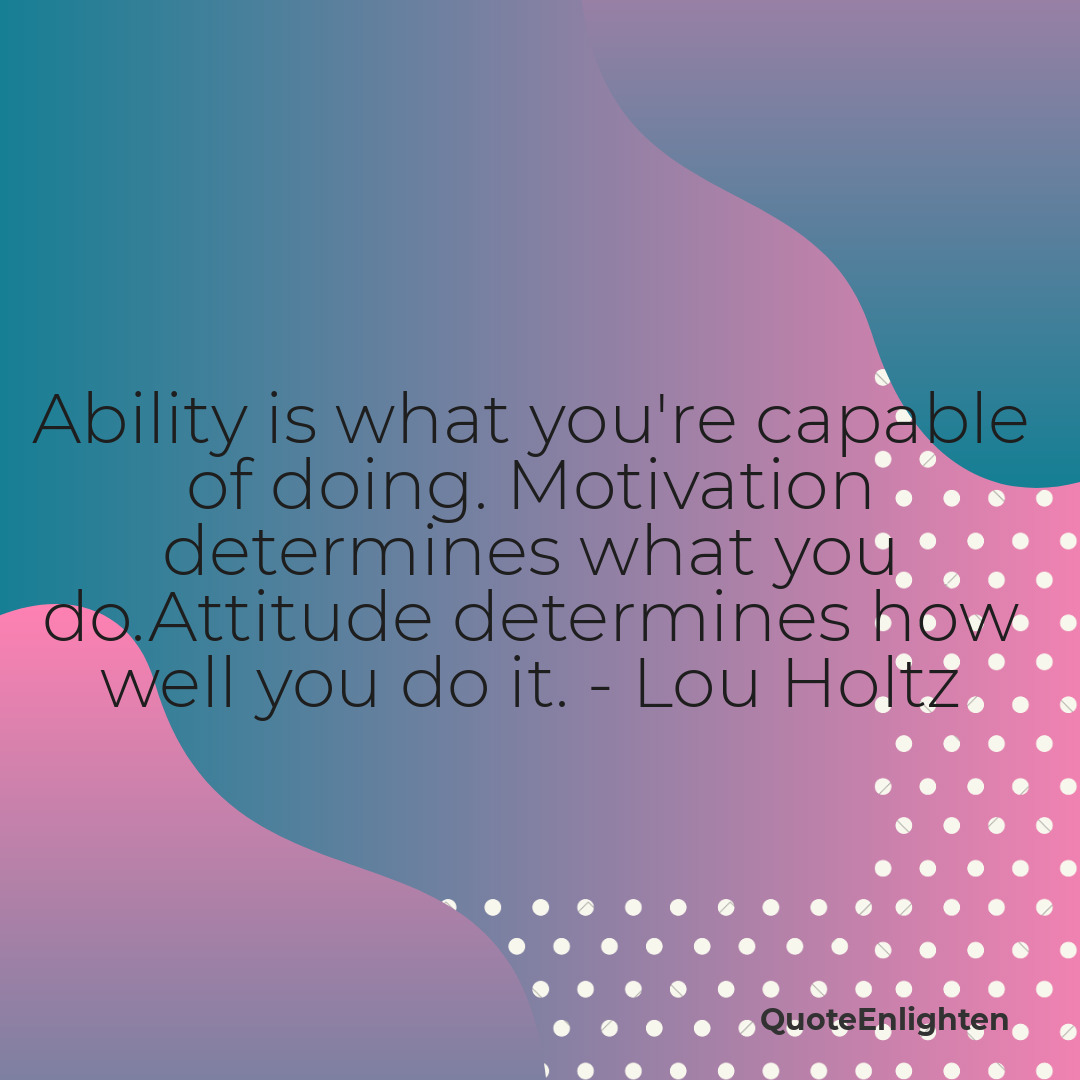 Ability is what you're capable
of doing. Motivation
determines what you
do.Attitude determines how
well you do it. - Lou Holtz
QuoteEnlighten